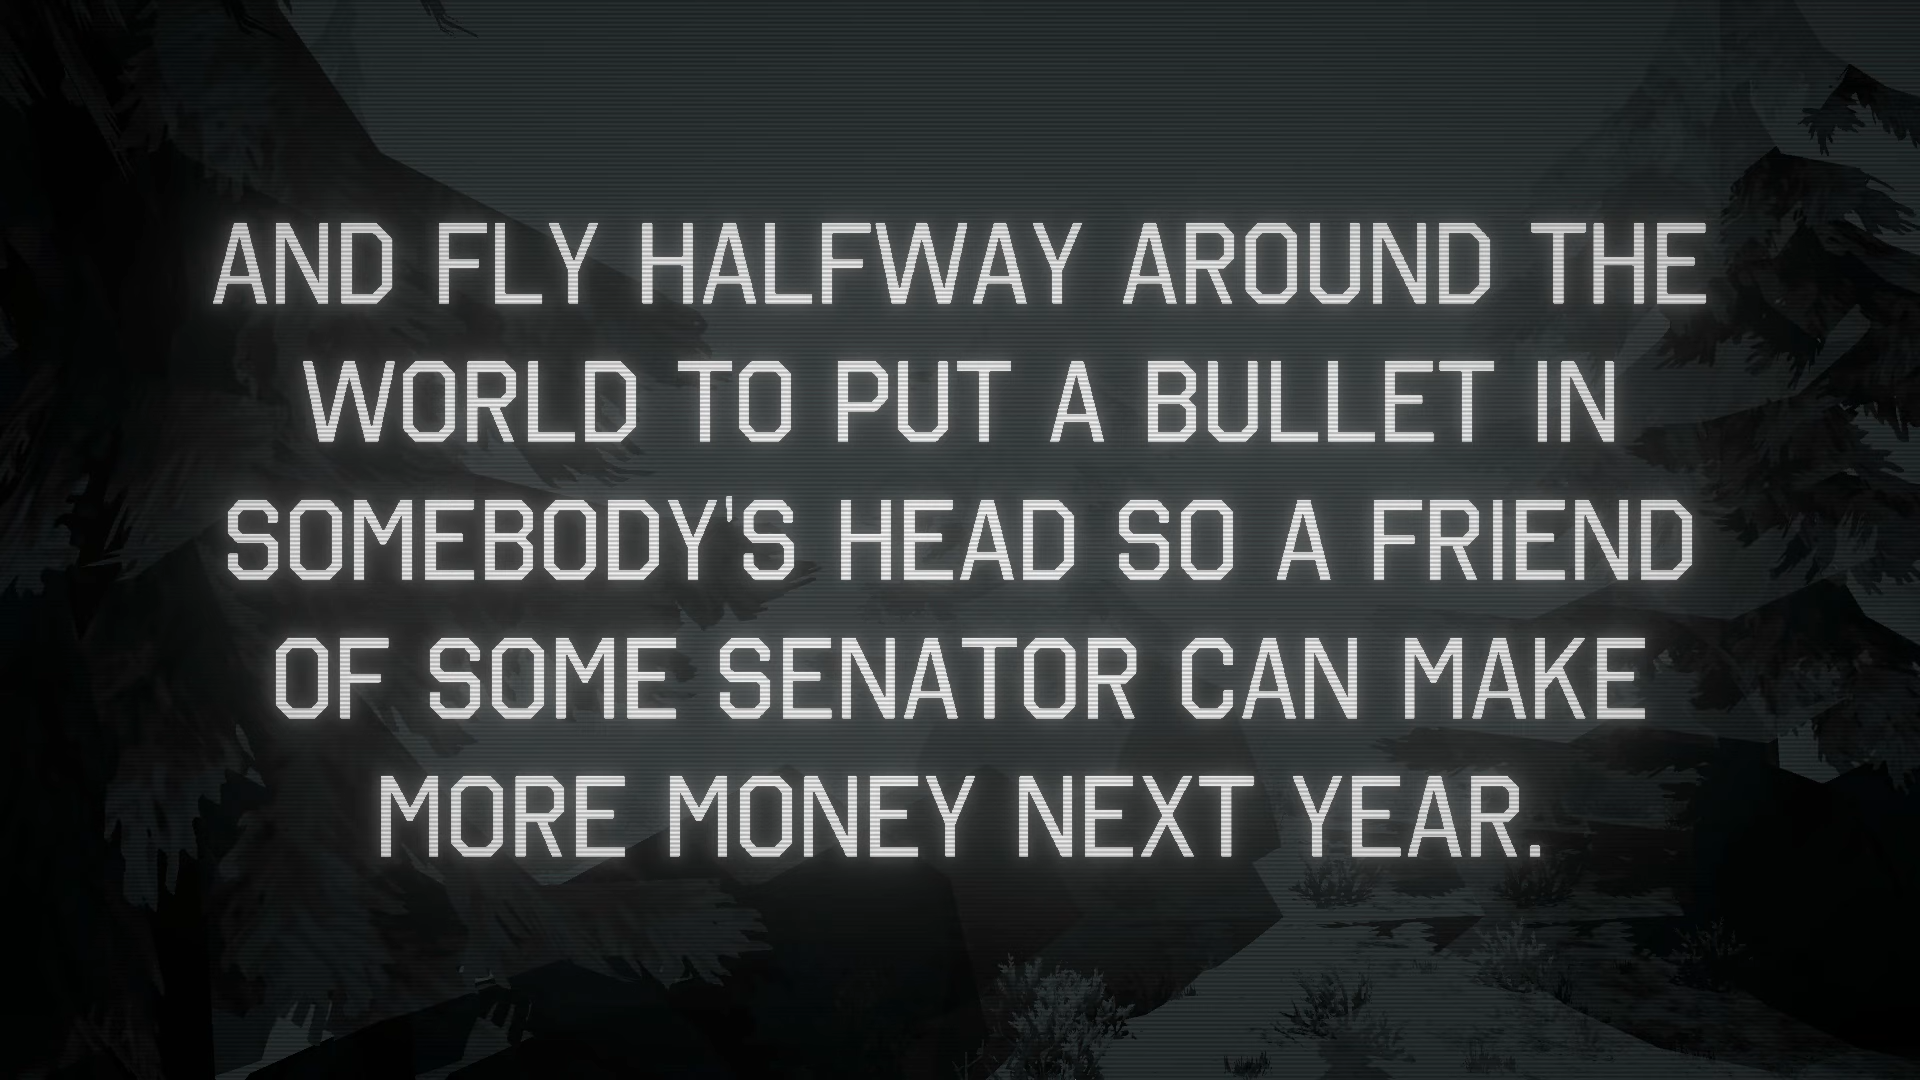 AND FLY HALFWAY AROUND THE
WORLD TO PUT A BULLET IN
SOMEBODY'S HEAD SO A FRIEND
OF SOME SENATOR CAN MAKE
MORE MONEY NEXT YEAR.